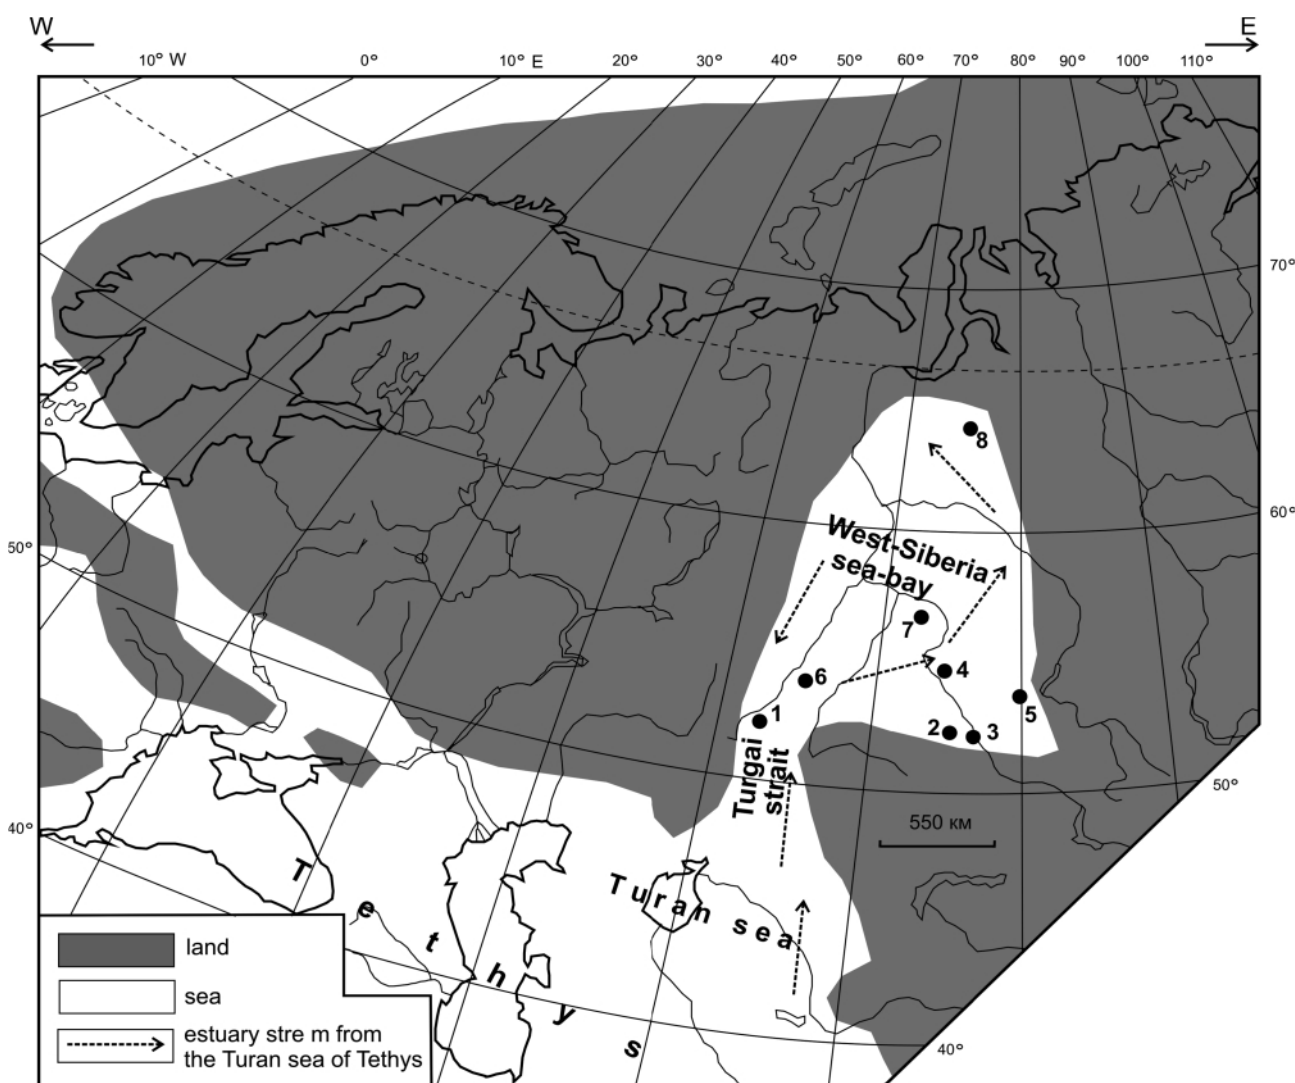 W
E
10° W
0°
10° E
20°
30°
40°
50°
60°
70°
80°
90°
100°
110°
70°
60°
50°
50°
40°
40°
8
West-Siberia
sea-bay
7
4
6
5
1
2
3
Turgai
strait
550 км
Turan sea
Tethys
land
sea
estuary stre m from
the Turan sea of Tethys